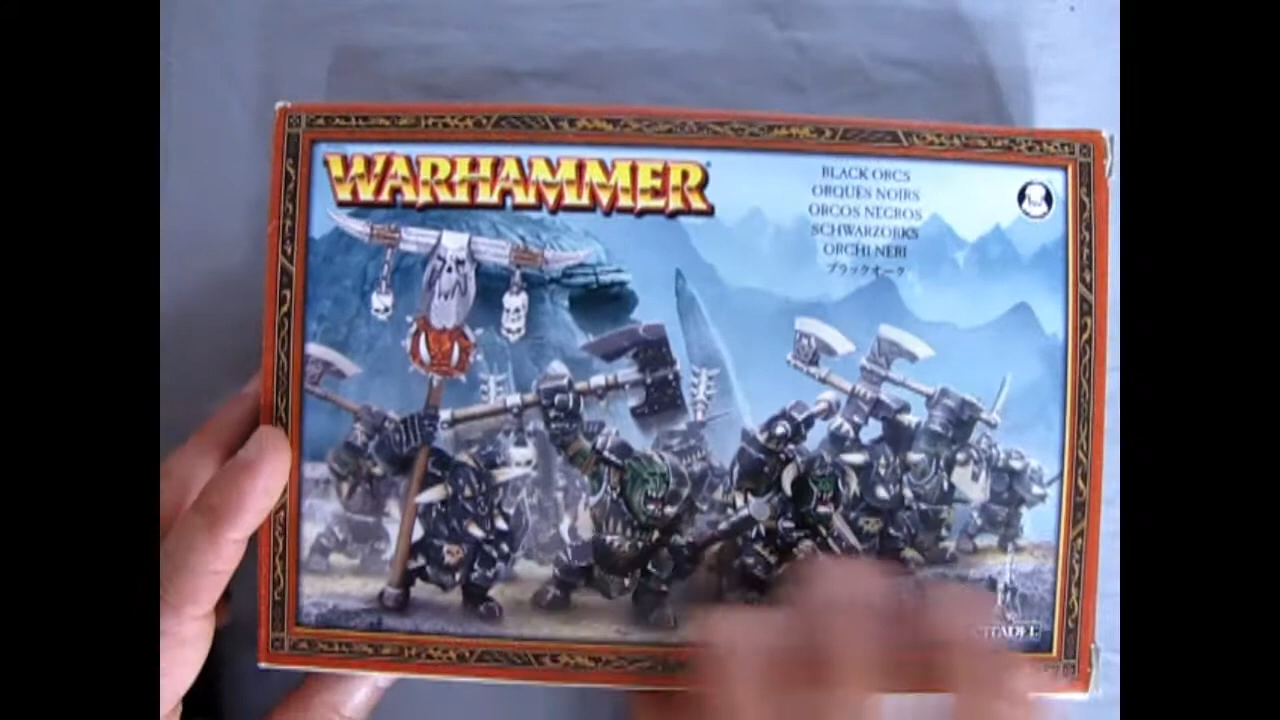 WARHAMMER
BLACK ORCS
ORQUES NOIRS
ORCOS NEGROS
SCHWARZORKS
ORCHI NERI
ブラックオーク
CITADEL